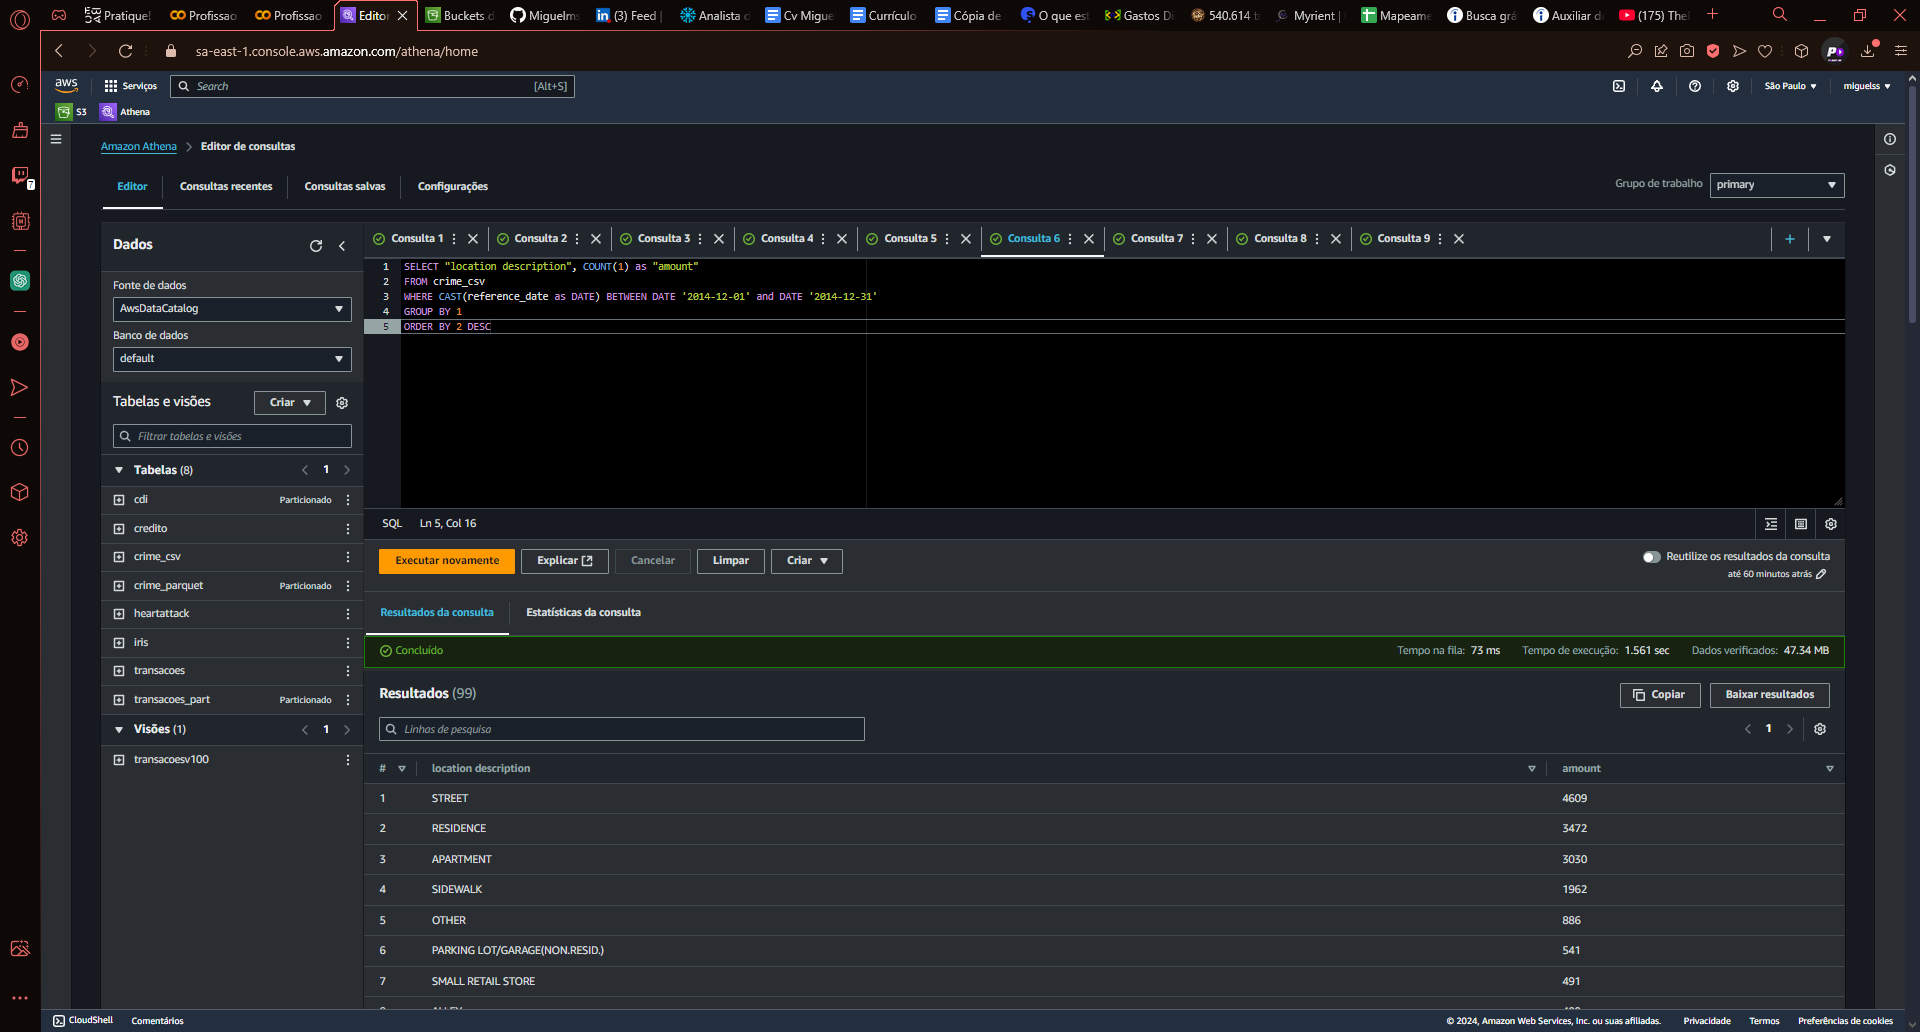 Pratique!
Profissao
Profissao
Editor
Buckets d
Miguelms
(3) Feed |
Analista d
Cv Migue
Currículo
Cópia de
O que es
Gastos Di
540.614 t
Myrient |
Mapeame
Busca grá
Auxiliar de
(175) The
sa-east-1.console.aws.amazon.com/athena/home
aws
Serviços
Search
[Alt+S]
São Paulo
miguelss
S3
Athena
7
Amazon Athena
Editor de consultas
Editor
Consultas recentes
Consultas salvas
Configurações
Grupo de trabalho
primary
Dados
Fonte de dados
AwsDataCatalog
Banco de dados
default
Tabelas e visões
Criar
Filtrar tabelas e visões
Tabelas (8)
1
cdi
Particionado
credito
crime_csv
crime_parquet
Particionado
heartattack
iris
transacoes
transacoes_part
Particionado
Visões (1)
1
transacoesv100
Consulta 1
Consulta 2
Consulta 3
Consulta 4
Consulta 5
Consulta 6
Consulta 7
Consulta 8
Consulta 9
1 SELECT "location description", COUNT(1) as "amount"
2 FROM crime_csv
3 WHERE CAST(reference_date as DATE) BETWEEN DATE '2014-12-01' and DATE '2014-12-31'
4 GROUP BY 1
5 ORDER BY 2 DESC
SQL
Ln 5, Col 16
Executar novamente
Explicar
Cancelar
Limpar
Criar
Reutilize os resultados da consulta
até 60 minutos atrás
Resultados da consulta
Estatísticas da consulta
Concluído
Tempo na fila: 73 ms
Tempo de execução: 1.561 sec
Dados verificados: 47.34 MB
Resultados (99)
Copiar
Baixar resultados
Linhas de pesquisa
1
# location description amount
1 STREET 4609
2 RESIDENCE 3472
3 APARTMENT 3030
4 SIDEWALK 1962
5 OTHER 886
6 PARKING LOT/GARAGE(NON.RESID.) 541
7 SMALL RETAIL STORE 491
CloudShell
Comentários
© 2024, Amazon Web Services, Inc. ou suas afiliadas.
Privacidade
Termos
Preferências de cookies